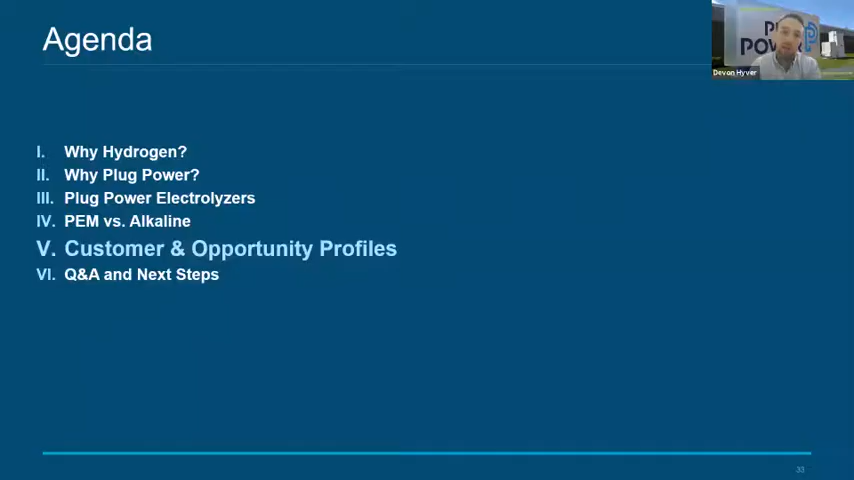 Agenda
Devon Hyver
I. Why Hydrogen?
II. Why Plug Power?
III. Plug Power Electrolyzers
IV. PEM vs. Alkaline
V. Customer & Opportunity Profiles
VI. Q&A and Next Steps
33